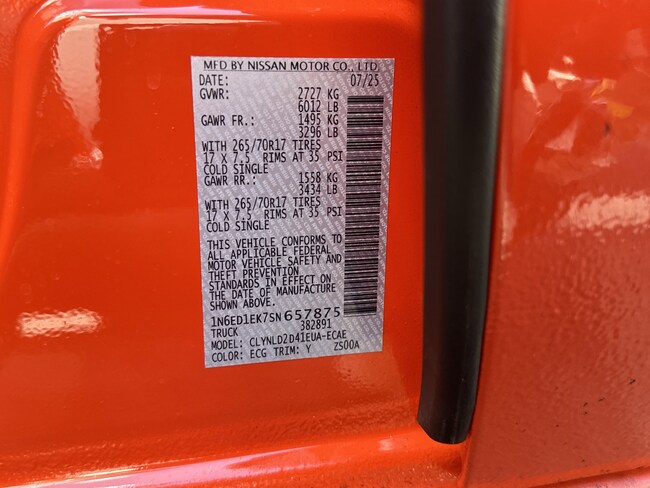 MFD BY NISSAN MOTOR CO., LTD.
DATE: 07/25
GVWR: 2727 KG
6012 LB
GAWR FR.: 1495 KG
3296 LB
WITH 265/70R17 TIRES
17 X 7.5 RIMS AT 35 PSI
COLD SINGLE
GAWR RR.: 1558 KG
3434 LB
WITH 265/70R17 TIRES
17 X 7.5 RIMS AT 35 PSI
COLD SINGLE
THIS VEHICLE CONFORMS TO
ALL APPLICABLE FEDERAL
MOTOR VEHICLE SAFETY AND
THEFT PREVENTION
STANDARDS IN EFFECT ON
THE DATE OF MANUFACTURE
SHOWN ABOVE.
1N6ED1EK7SN657875
TRUCK 382891
MODEL: CLYNLD2D41EUA-ECAE
COLOR: ECG TRIM: Y ZS00A